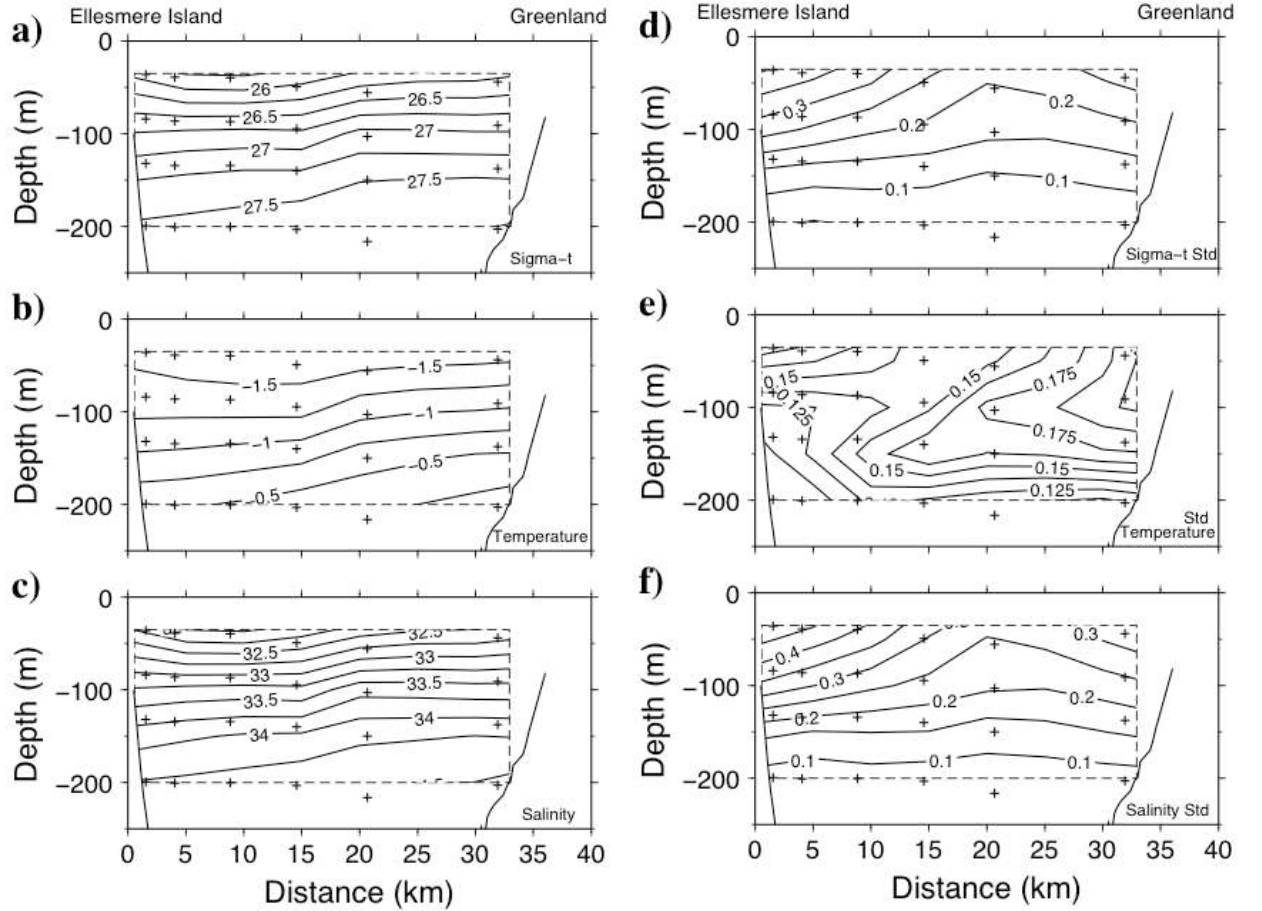 Ellesmere Island Greenland
a)
0
−100
−200
Depth (m)
26
26.5
26.5
27
27
27.5
27.5
Sigma−t
b)
0
−100
−200
Depth (m)
−1.5
−1.5
−1
−1
−0.5
−0.5
Temperature
c)
0
−100
−200
Depth (m)
32.5
32.5
33
33
33.5
33.5
34
34
Salinity
0 5 10 15 20 25 30 35 40
Distance (km)
Ellesmere Island Greenland
d)
0
−100
−200
Depth (m)
0.3
0.2
0.2
0.1
0.1
Sigma−t Std
e)
0
−100
−200
Depth (m)
0.15
0.15
0.175
0.125
0.175
0.15
0.15
0.125
Std
Temperature
f)
0
−100
−200
Depth (m)
0.3
0.4
0.3
0.2
0.2
0.2
0.1
0.1
0.1
Salinity Std
0 5 10 15 20 25 30 35 40
Distance (km)